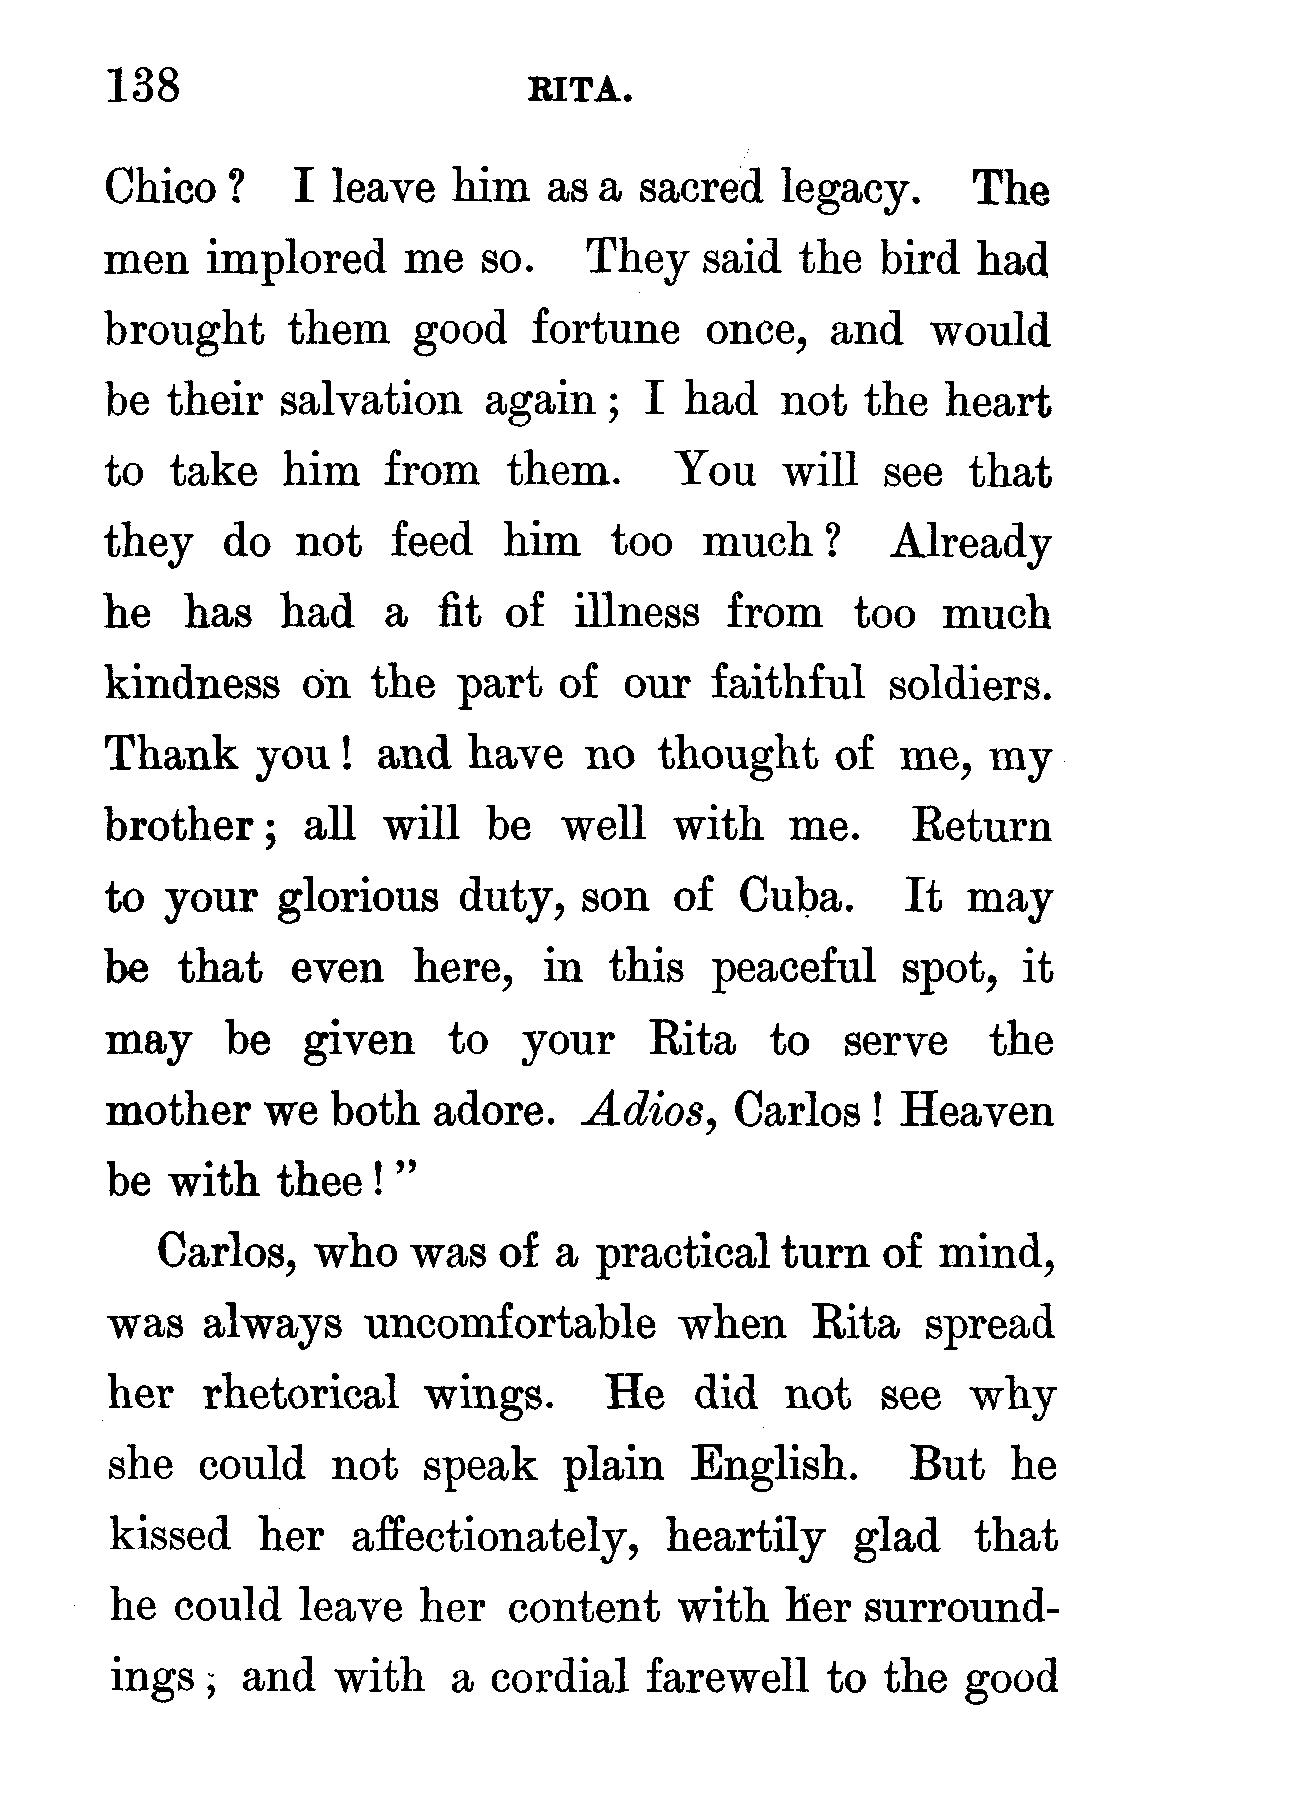 138 RITA.
Chico? I leave him as a sacred legacy. The
men implored me so. They said the bird had
brought them good fortune once, and would
be their salvation again; I had not the heart
to take him from them. You will see that
they do not feed him too much? Already
he has had a fit of illness from too much
kindness on the part of our faithful soldiers.
Thank you! and have no thought of me, my
brother; all will be well with me. Return
to your glorious duty, son of Cuba. It may
be that even here, in this peaceful spot, it
may be given to your Rita to serve the
mother we both adore. Adios, Carlos! Heaven
be with thee!”
Carlos, who was of a practical turn of mind,
was always uncomfortable when Rita spread
her rhetorical wings. He did not see why
she could not speak plain English. But he
kissed her affectionately, heartily glad that
he could leave her content with her surround-
ings; and with a cordial farewell to the good